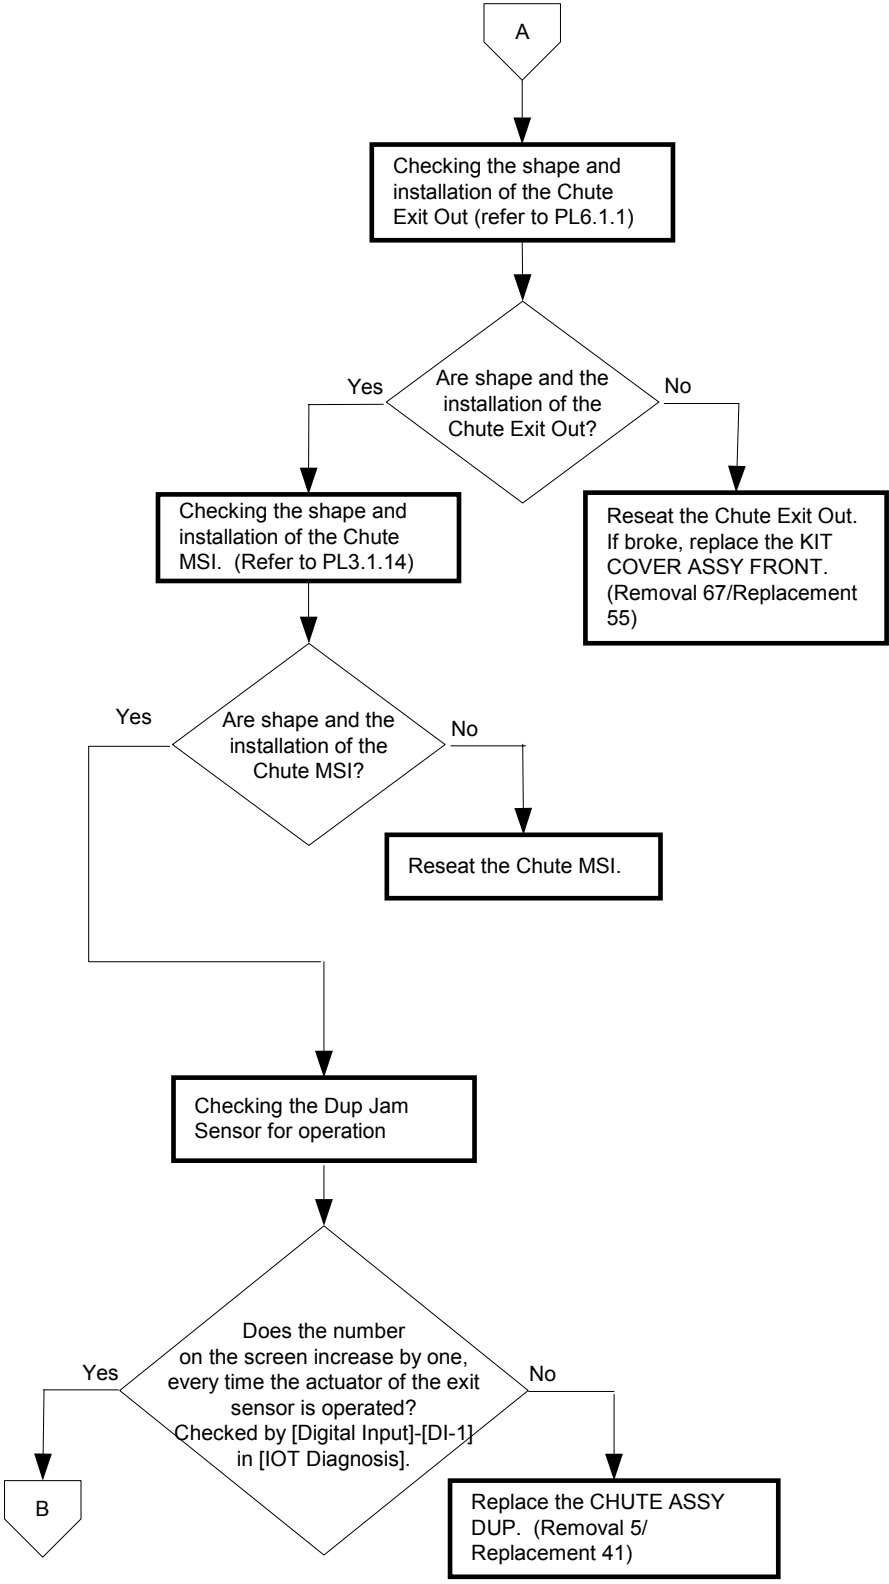 A
Checking the shape and
installation of the Chute
Exit Out (refer to PL6.1.1)
Are shape and the
installation of the
Chute Exit Out?
Yes
No
Checking the shape and
installation of the Chute
MSI.  (Refer to PL3.1.14)
Reseat the Chute Exit Out.
If broke, replace the KIT
COVER ASSY FRONT.
(Removal 67/Replacement
55)
Are shape and the
installation of the
Chute MSI?
Yes
No
Reseat the Chute MSI.
Checking the Dup Jam
Sensor for operation
Does the number
on the screen increase by one,
every time the actuator of the exit
sensor is operated?
Checked by [Digital Input]-[DI-1]
in [IOT Diagnosis].
Yes
No
B
Replace the CHUTE ASSY
DUP.  (Removal 5/
Replacement 41)